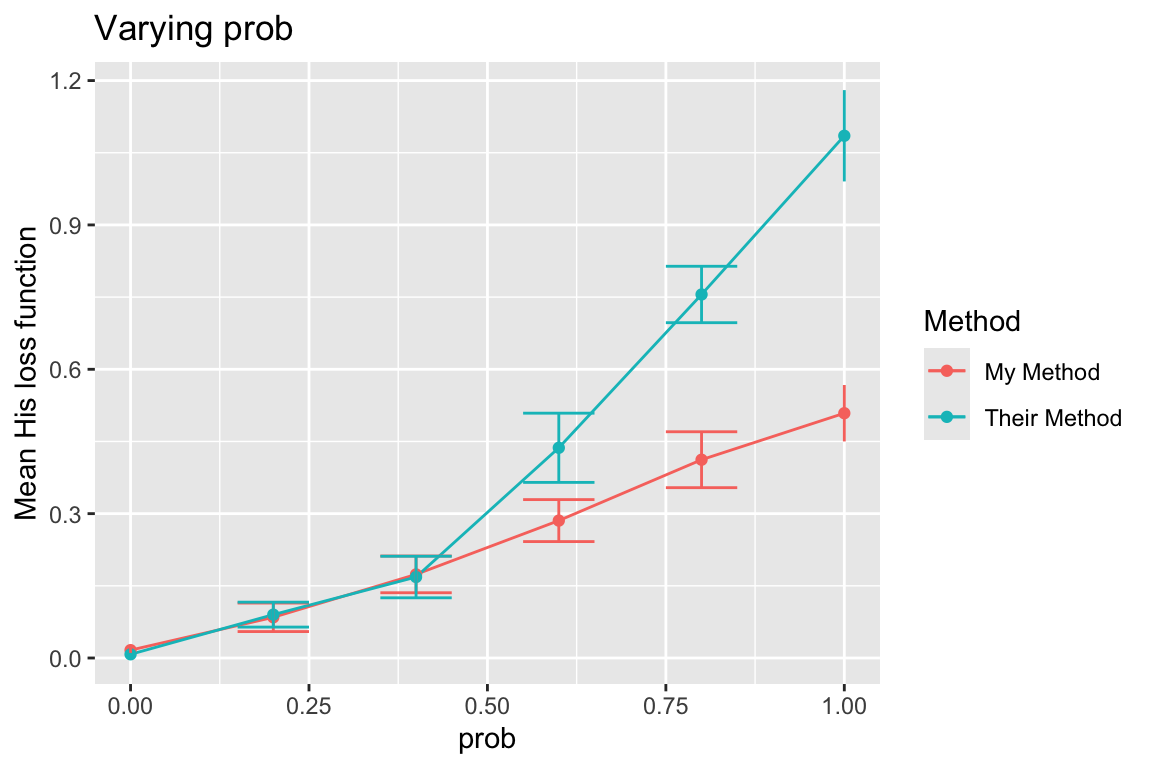 Varying prob
Mean His loss function
1.2
0.9
0.6
0.3
0.0
0.00 0.25 0.50 0.75 1.00
prob
Method
My Method
Their Method